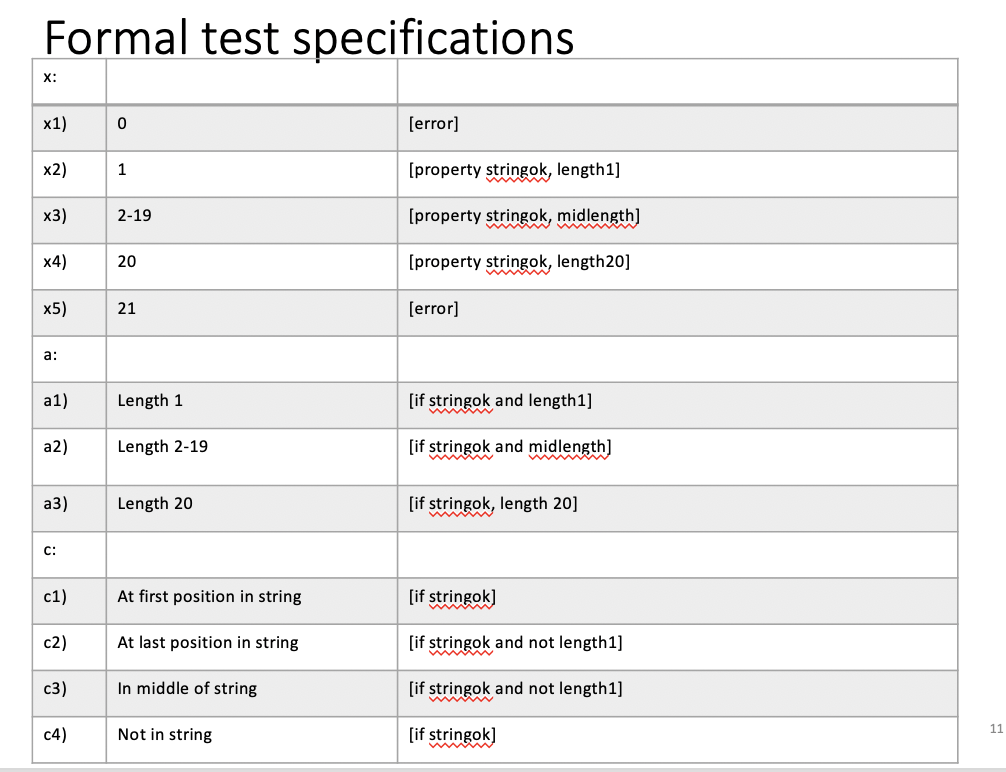 Formal test specifications
x:
x1) 0 [error]
x2) 1 [property stringok, length1]
x3) 2-19 [property stringok, midlength]
x4) 20 [property stringok, length20]
x5) 21 [error]
a:
a1) Length 1 [if stringok and length1]
a2) Length 2-19 [if stringok and midlength]
a3) Length 20 [if stringok, length 20]
c:
c1) At first position in string [if stringok]
c2) At last position in string [if stringok and not length1]
c3) In middle of string [if stringok and not length1]
c4) Not in string [if stringok]
11